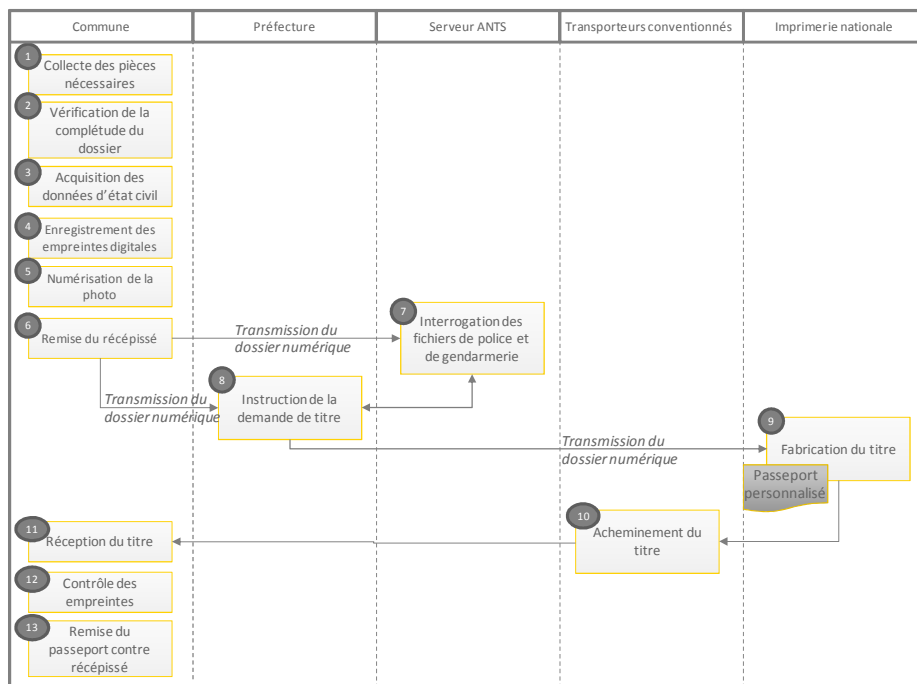 Commune
Préfecture
Serveur ANTS
Transporteurs conventionnés
Imprimerie nationale
1
Collecte des pièces
nécessaires
2
Vérification de la
complétude du
dossier
3
Acquisition des
données d'état civil
4
Enregistrement des
empreintes digitales
5
Numérisation de la
photo
6
Remise du récépissé
Transmission du
dossier numérique
7
Interrogation des
fichiers de police et
de gendarmerie
Transmission du
dossier numérique
8
Instruction de la
demande de titre
Transmission du
dossier numérique
9
Fabrication du titre
Passeport
personnalisé
10
Acheminement du
titre
11
Réception du titre
12
Contrôle des
empreintes
13
Remise du
passeport contre
récépissé